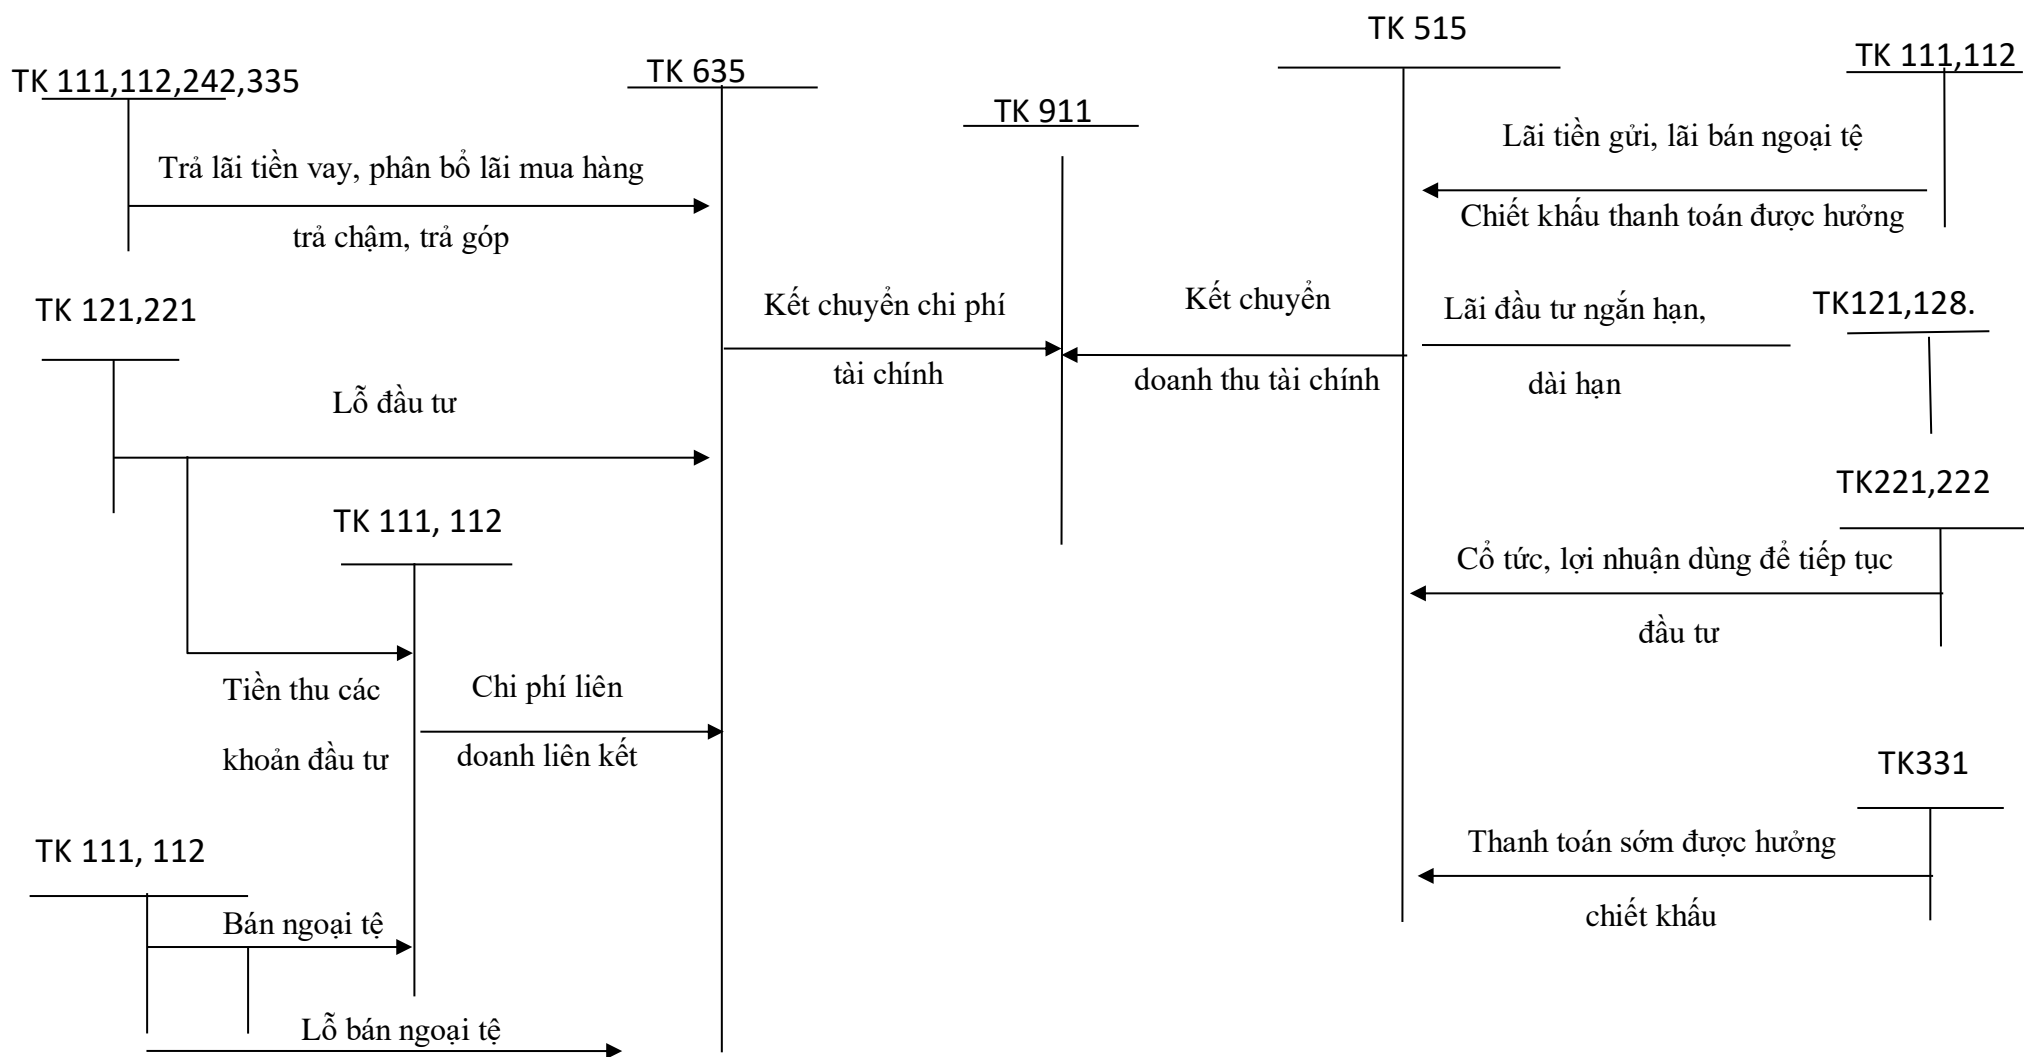 TK 515
TK 111,112,242,335
TK 635
TK 911
TK 111,112
Lãi tiền gửi, lãi bán ngoại tệ
Trả lãi tiền vay, phân bổ lãi mua hàng
Chiết khấu thanh toán được hưởng
trả chậm, trả góp
TK 121,221
Kết chuyển chi phí
tài chính
Kết chuyển
doanh thu tài chính
Lãi đầu tư ngắn hạn,
dài hạn
TK121,128.
Lỗ đầu tư
TK221,222
TK 111, 112
Cổ tức, lợi nhuận dùng để tiếp tục
đầu tư
Tiền thu các
khoản đầu tư
Chi phí liên
doanh liên kết
TK331
TK 111, 112
Thanh toán sớm được hưởng
chiết khấu
Bán ngoại tệ
Lỗ bán ngoại tệ